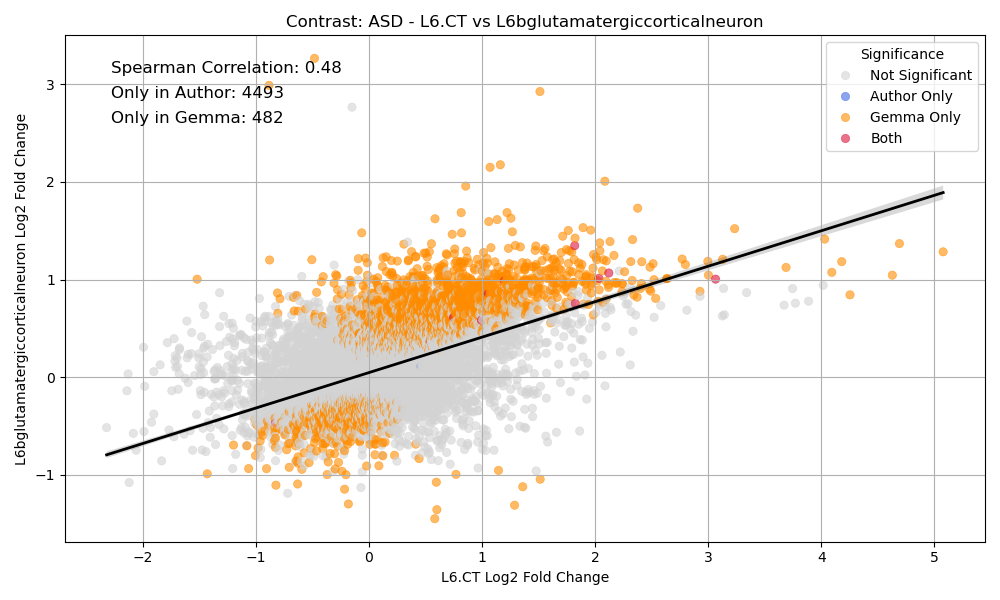 Contrast: ASD - L6.CT vs L6bglutamatergiccorticalneuron
Spearman Correlation: 0.48
Only in Author: 4493
Only in Gemma: 482
Significance
Not Significant
Author Only
Gemma Only
Both
L6bglutamatergiccorticalneuron Log2 Fold Change
3
2
1
0
−1
−2
−1
0
1
2
3
4
5
L6.CT Log2 Fold Change